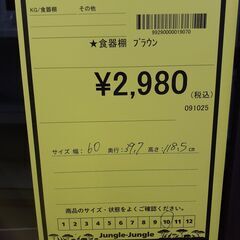 KG/食器棚　その他
9929000019070
★食器棚 ブラウン
¥2,980
(税込)
091025
サイズ 幅: 60 奥行: 39.7 高さ: 118.5 cm
商品のサイズ・状態をよくご確認ください
1 2 3 4 5 6 7 8 9 10 11 12
Jungle-Jungle